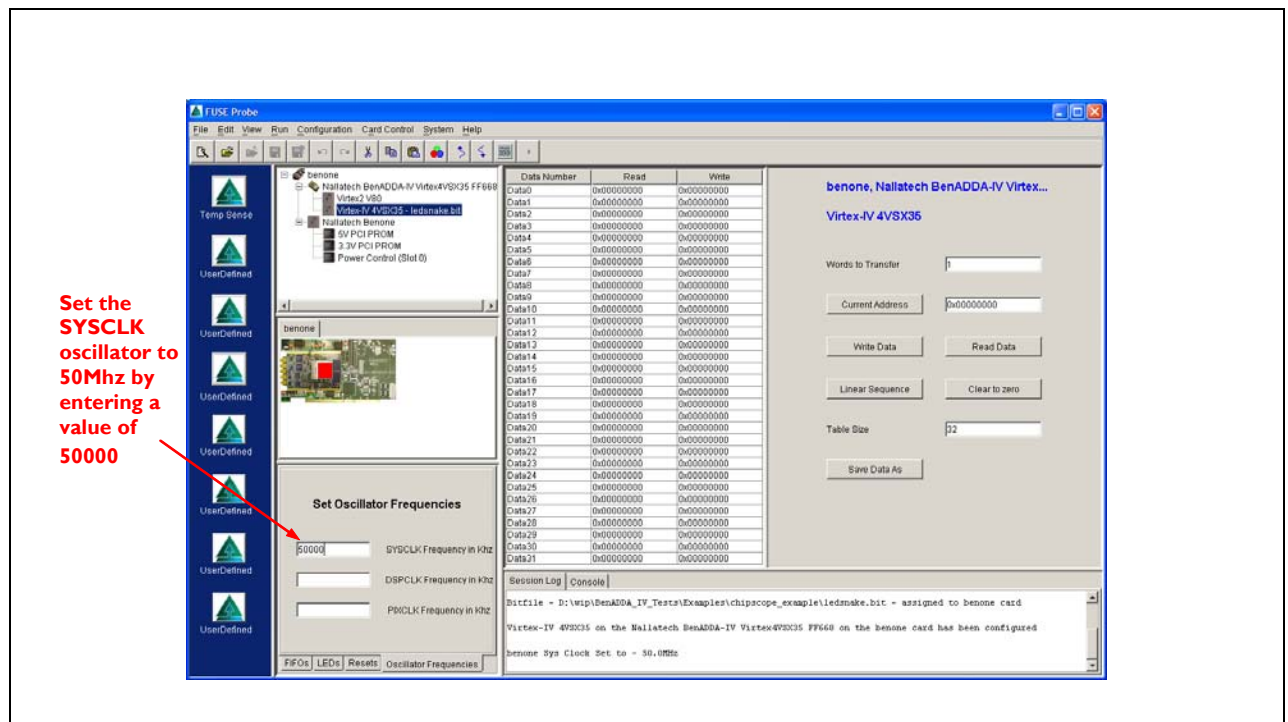 FUSE Probe
File Edit View Run Configuration Card Control System Help
Temp Sense
UserDefined
UserDefined
UserDefined
UserDefined
UserDefined
UserDefined
UserDefined
benone
Nallatech BenADDA-IV Virtex4VSX35 FF668
Virtex2 V80
Virtex-IV 4VSX35 - ledsnake.bit
Nallatech Benone
5V PCI PROM
3.3V PCI PROM
Power Control (Slot 0)
benone
Set the
SYSCLK
oscillator to
50Mhz by
entering a
value of
50000
Set Oscillator Frequencies
50000 SYSCLK Frequency in Khz
DSPCLK Frequency in Khz
PIXCLK Frequency in Khz
FIFOs LEDs Resets Oscillator Frequencies
Data Number Read Write
Data0 0x00000000 0x00000000
Data1 0x00000000 0x00000000
Data2 0x00000000 0x00000000
Data3 0x00000000 0x00000000
Data4 0x00000000 0x00000000
Data5 0x00000000 0x00000000
Data6 0x00000000 0x00000000
Data7 0x00000000 0x00000000
Data8 0x00000000 0x00000000
Data9 0x00000000 0x00000000
Data10 0x00000000 0x00000000
Data11 0x00000000 0x00000000
Data12 0x00000000 0x00000000
Data13 0x00000000 0x00000000
Data14 0x00000000 0x00000000
Data15 0x00000000 0x00000000
Data16 0x00000000 0x00000000
Data17 0x00000000 0x00000000
Data18 0x00000000 0x00000000
Data19 0x00000000 0x00000000
Data20 0x00000000 0x00000000
Data21 0x00000000 0x00000000
Data22 0x00000000 0x00000000
Data23 0x00000000 0x00000000
Data24 0x00000000 0x00000000
Data25 0x00000000 0x00000000
Data26 0x00000000 0x00000000
Data27 0x00000000 0x00000000
Data28 0x00000000 0x00000000
Data29 0x00000000 0x00000000
Data30 0x00000000 0x00000000
Data31 0x00000000 0x00000000
benone, Nallatech BenADDA-IV Virtex...
Virtex-IV 4VSX35
Words to Transfer 1
Current Address 0x00000000
Write Data Read Data
Linear Sequence Clear to zero
Table Size 32
Save Data As
Session Log Console
Bitfile - D:\wip\BenADDA_IV_Tests\Examples\chipscope_example\ledsnake.bit - assigned to benone card
Virtex-IV 4VSX35 on the Nallatech BenADDA-IV Virtex4VSX35 FF668 on the benone card has been configured
benone Sys Clock Set to - 50.0MHz